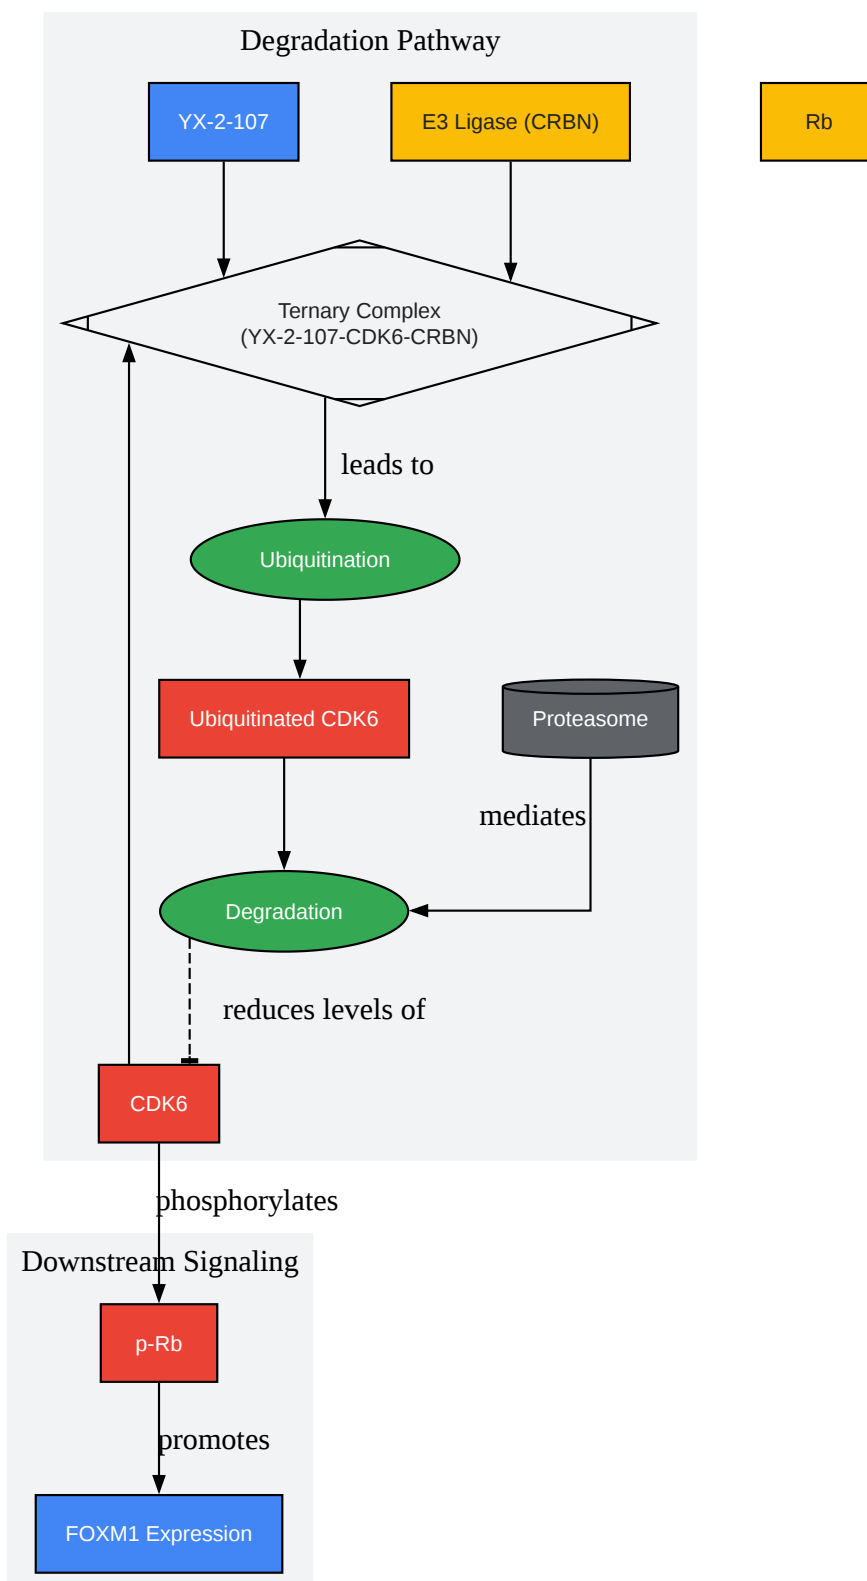 Degradation Pathway
YX-2-107
E3 Ligase (CRBN)
Rb
Ternary Complex
(YX-2-107-CDK6-CRBN)
leads to
Ubiquitination
Ubiquitinated CDK6
Proteasome
mediates
Degradation
reduces levels of
CDK6
phosphorylates
Downstream Signaling
p-Rb
promotes
FOXM1 Expression